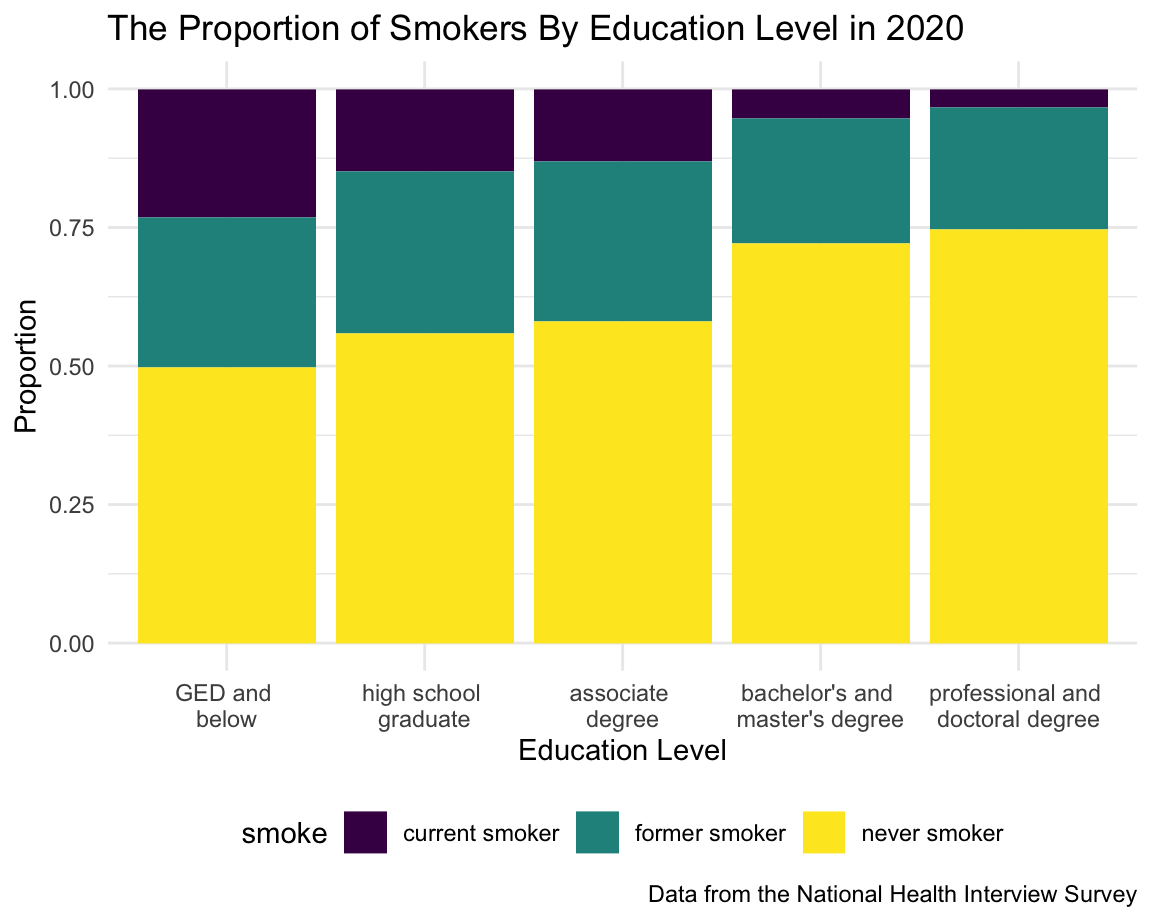 The Proportion of Smokers By Education Level in 2020
Proportion
1.00
0.75
0.50
0.25
0.00
GED and
below
high school
graduate
associate
degree
bachelor's and
master's degree
professional and
doctoral degree
Education Level
smoke
current smoker
former smoker
never smoker
Data from the National Health Interview Survey